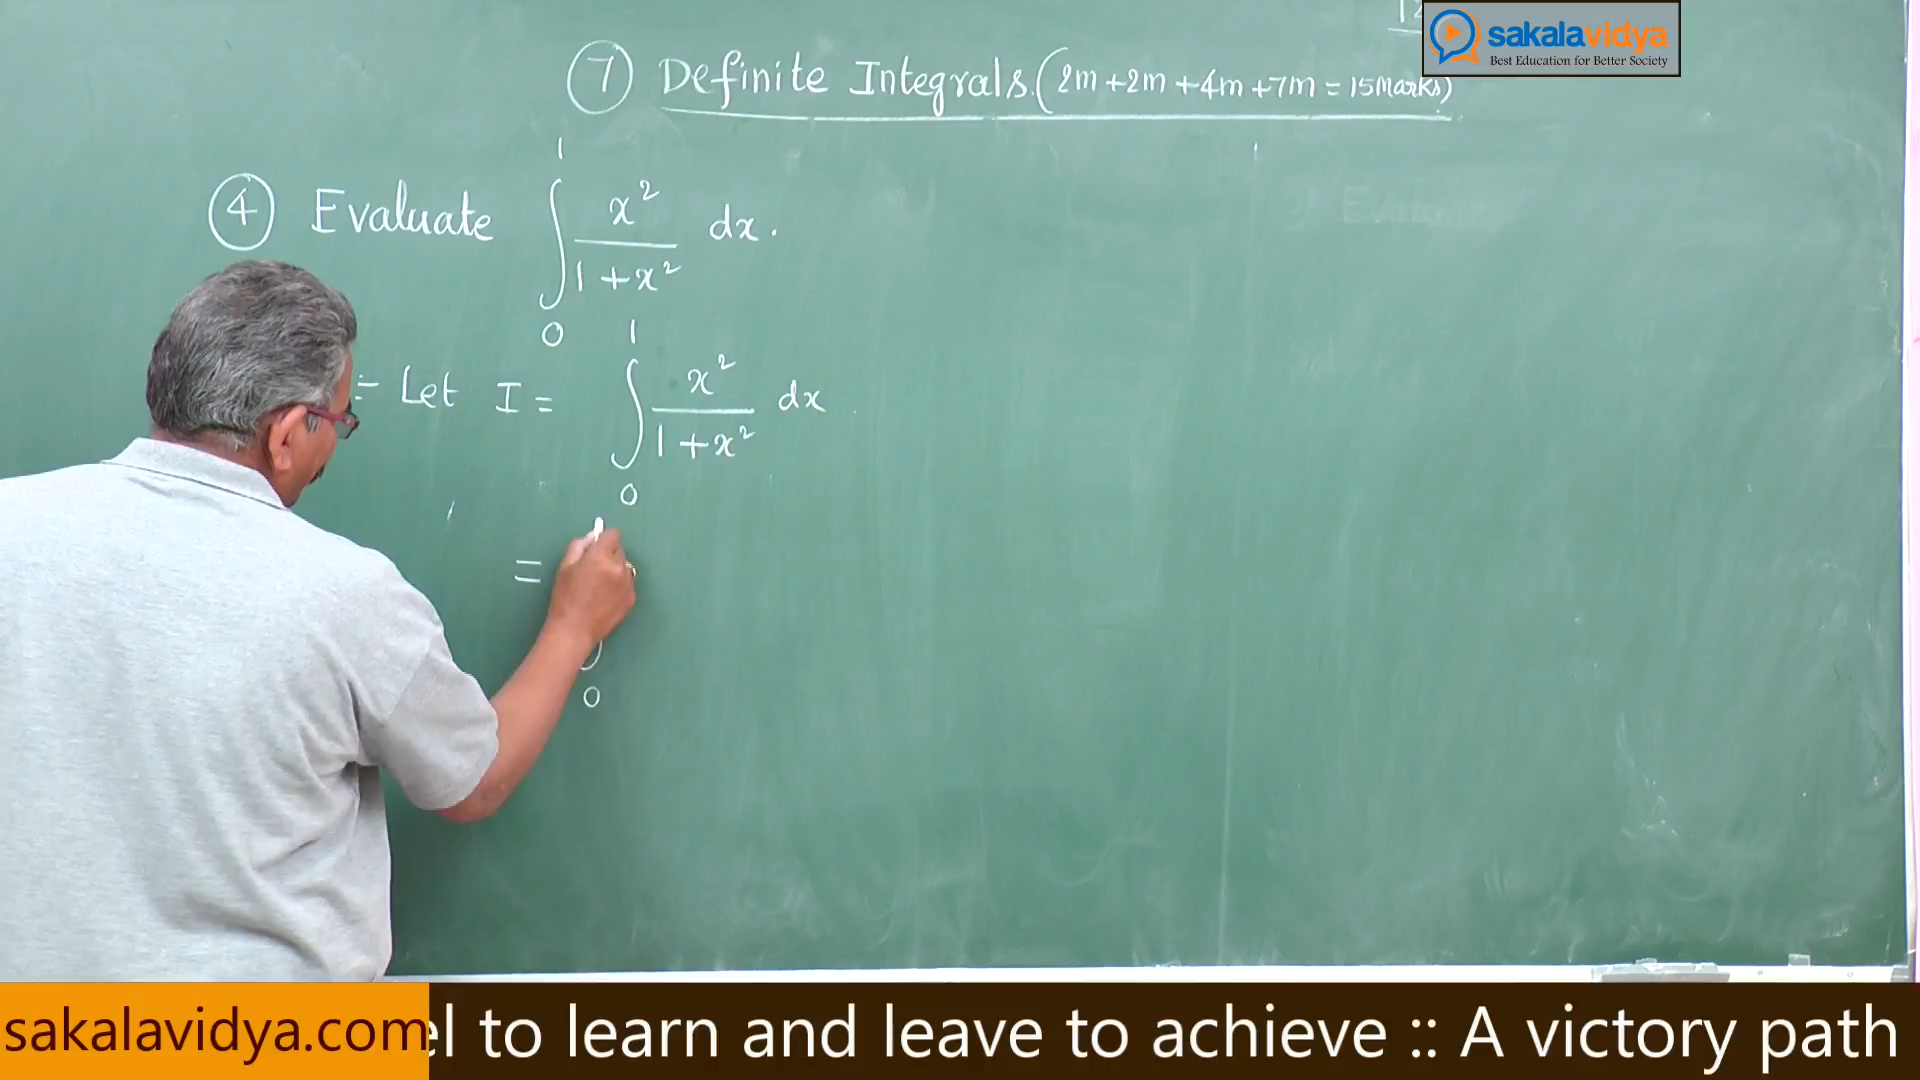 sakalavidya
Best Education for Better Society
7 Definite Integrals. (2m+2m+4m+7m=15Marks)
4 Evaluate ∫₀¹ x²/(1+x²) dx.
:- Let I = ∫₀¹ x²/(1+x²) dx
= ∫₀
sakalavidya.com
el to learn and leave to achieve :: A victory path